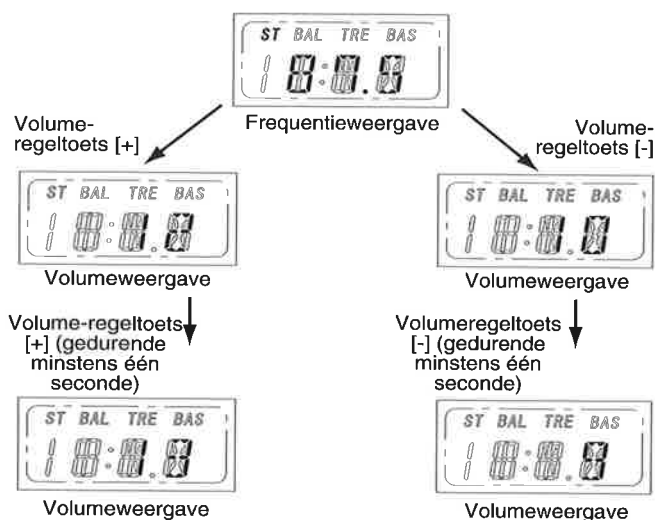 ST BAL TRE BAS
Frequentieweergave
Volume-
regeltoets [+]
Volume-
regeltoets [-]
ST BAL TRE BAS
Volumeweergave
ST BAL TRE BAS
Volumeweergave
Volume-regeltoets
[+] (gedurende
minstens één
seconde)
Volumeregeltoets
[-] (gedurende
minstens één
seconde)
ST BAL TRE BAS
Volumeweergave
ST BAL TRE BAS
Volumeweergave